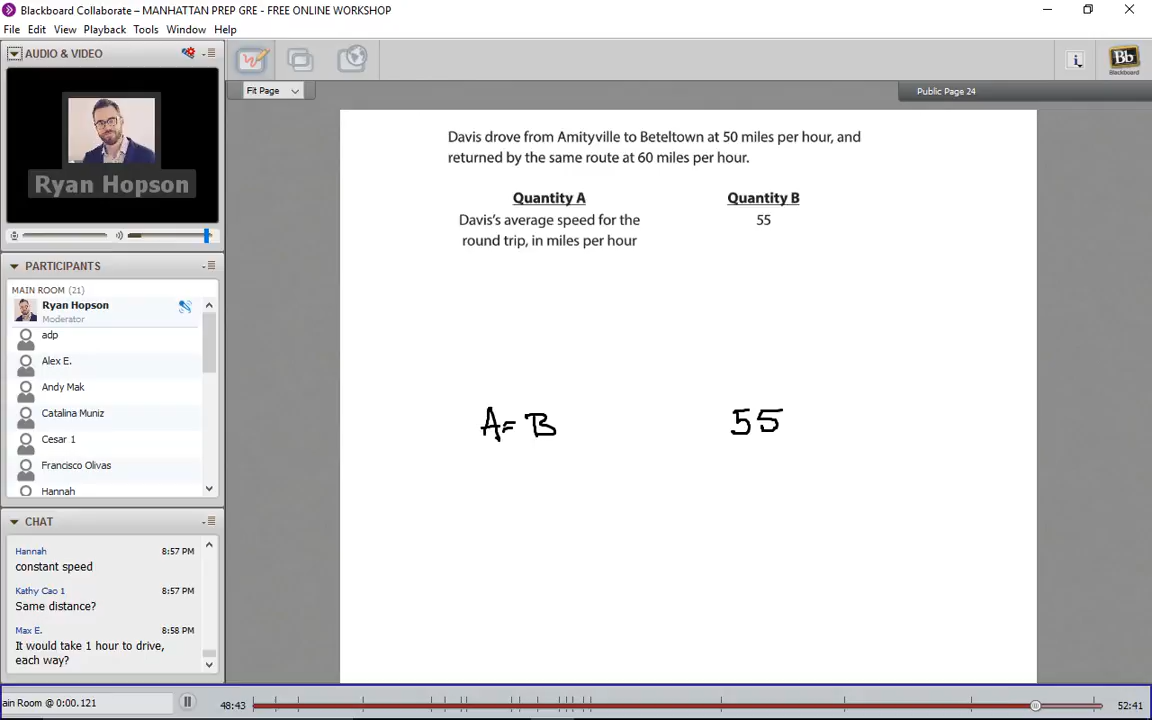 Blackboard Collaborate – MANHATTAN PREP GRE - FREE ONLINE WORKSHOP
File Edit View Playback Tools Window Help
AUDIO & VIDEO
Ryan Hopson
PARTICIPANTS
MAIN ROOM (21)
Ryan Hopson
Moderator
adp
Alex E.
Andy Mak
Catalina Muniz
Cesar 1
Francisco Olivas
Hannah
CHAT
Hannah 8:57 PM
constant speed
Kathy Cao 1 8:57 PM
Same distance?
Max E. 8:58 PM
It would take 1 hour to drive,
each way?
ain Room @ 0:00.121
48:43
52:41
Fit Page
i
Bb
Blackboard
Public Page 24
Davis drove from Amityville to Beteltown at 50 miles per hour, and
returned by the same route at 60 miles per hour.
Quantity A Quantity B
Davis's average speed for the 55
round trip, in miles per hour
A = B 55